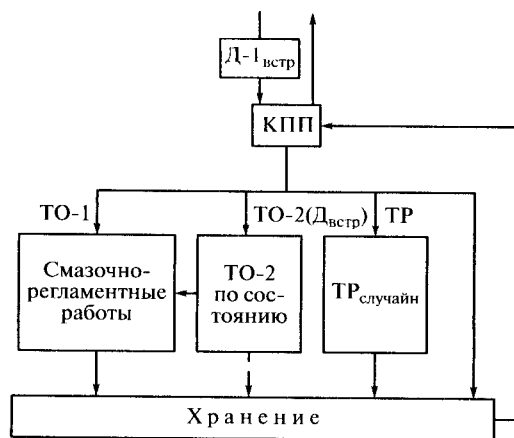 Д-1встр
КПП
ТО-1
ТО-2(Двстр)
ТР
Смазочно-
регламентные
работы
ТО-2
по сос-
тоянию
ТРслучайн
Хранение